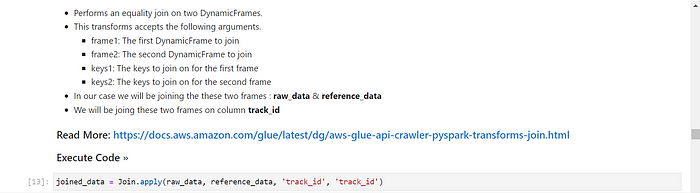 Performs an equality join on two DynamicFrames.
This transforms accepts the following arguments.
frame1: The first DynamicFrame to join
frame2: The second DynamicFrame to join
keys1: The keys to join on for the first frame
keys2: The keys to join on for the second frame
In our case we will be joining the these two frames : raw_data & reference_data
We will be joing these two frames on column track_id
Read More: https://docs.aws.amazon.com/glue/latest/dg/aws-glue-api-crawler-pyspark-transforms-join.html
Execute Code »
[13]: joined_data = Join.apply(raw_data, reference_data, 'track_id', 'track_id')